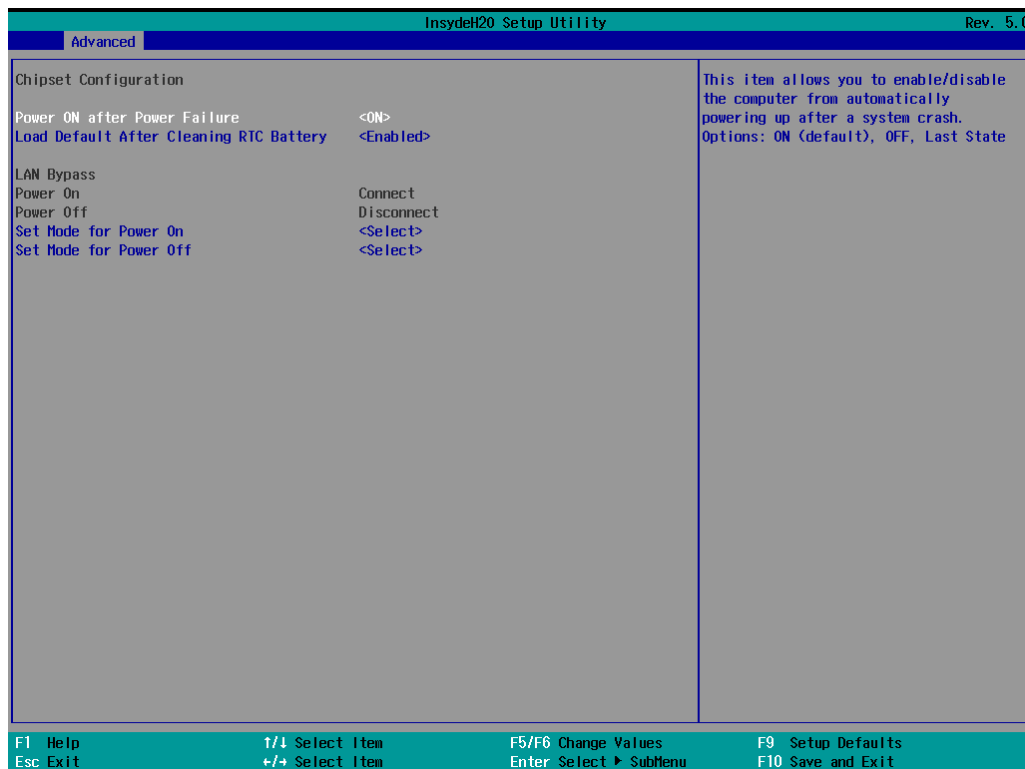 InsydeH20 Setup Utility Rev. 5.0
Advanced
Chipset Configuration
Power ON after Power Failure <ON>
Load Default After Cleaning RTC Battery <Enabled>
LAN Bypass
Power On Connect
Power Off Disconnect
Set Mode for Power On <Select>
Set Mode for Power Off <Select>
This item allows you to enable/disable
the computer from automatically
powering up after a system crash.
Options: ON (default), OFF, Last State
F1 Help ↑/↓ Select Item F5/F6 Change Values F9 Setup Defaults
Esc Exit ←/→ Select Item Enter Select ▶ SubMenu F10 Save and Exit